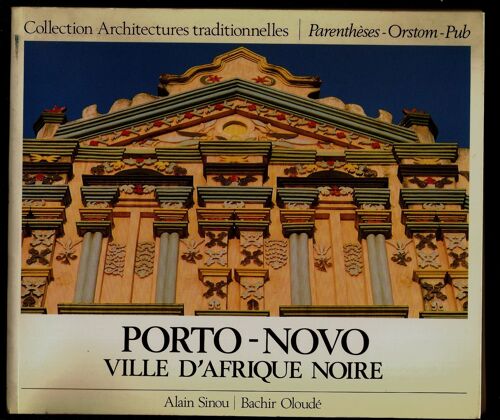 Collection Architectures traditionnelles | Parenthèses - Orstom - Pub
PORTO - NOVO
VILLE D'AFRIQUE NOIRE
Alain Sinou | Bachir Oloudé